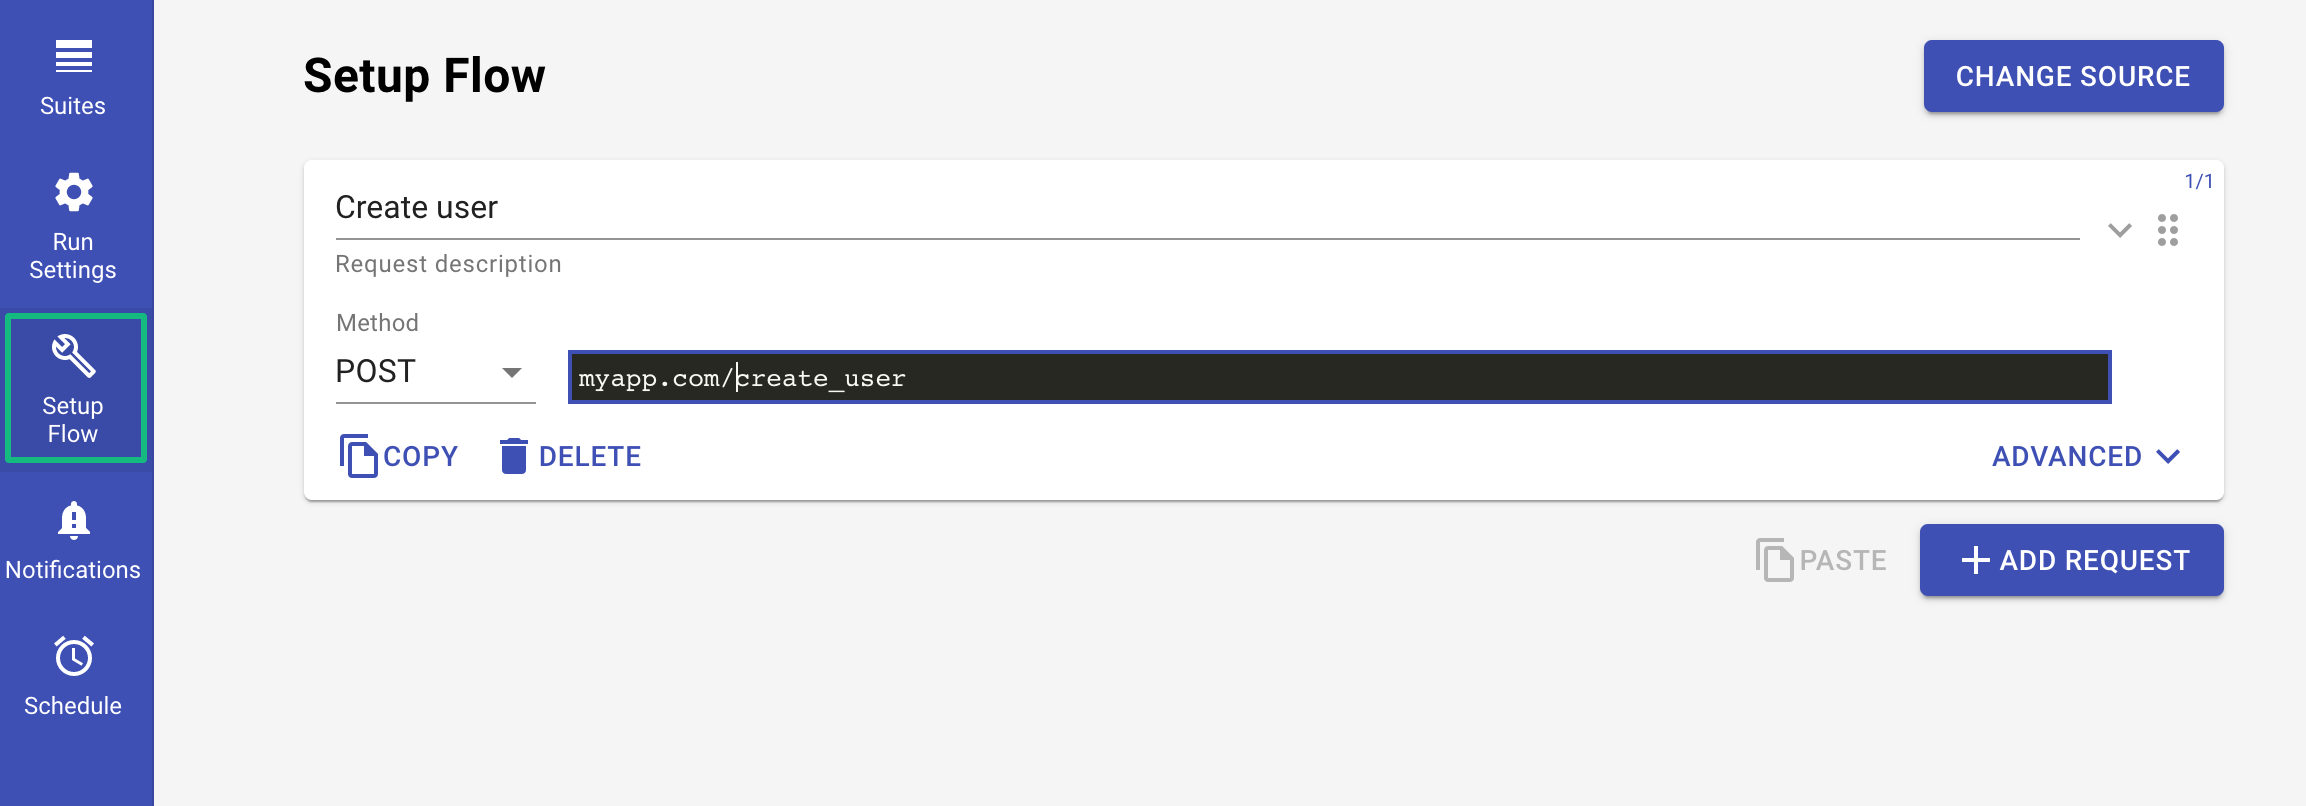 Suites
Run
Settings
Setup
Flow
Notifications
Schedule
Setup Flow
CHANGE SOURCE
1/1
Create user
Request description
Method
POST
myapp.com/create_user
COPY
DELETE
ADVANCED
PASTE
ADD REQUEST